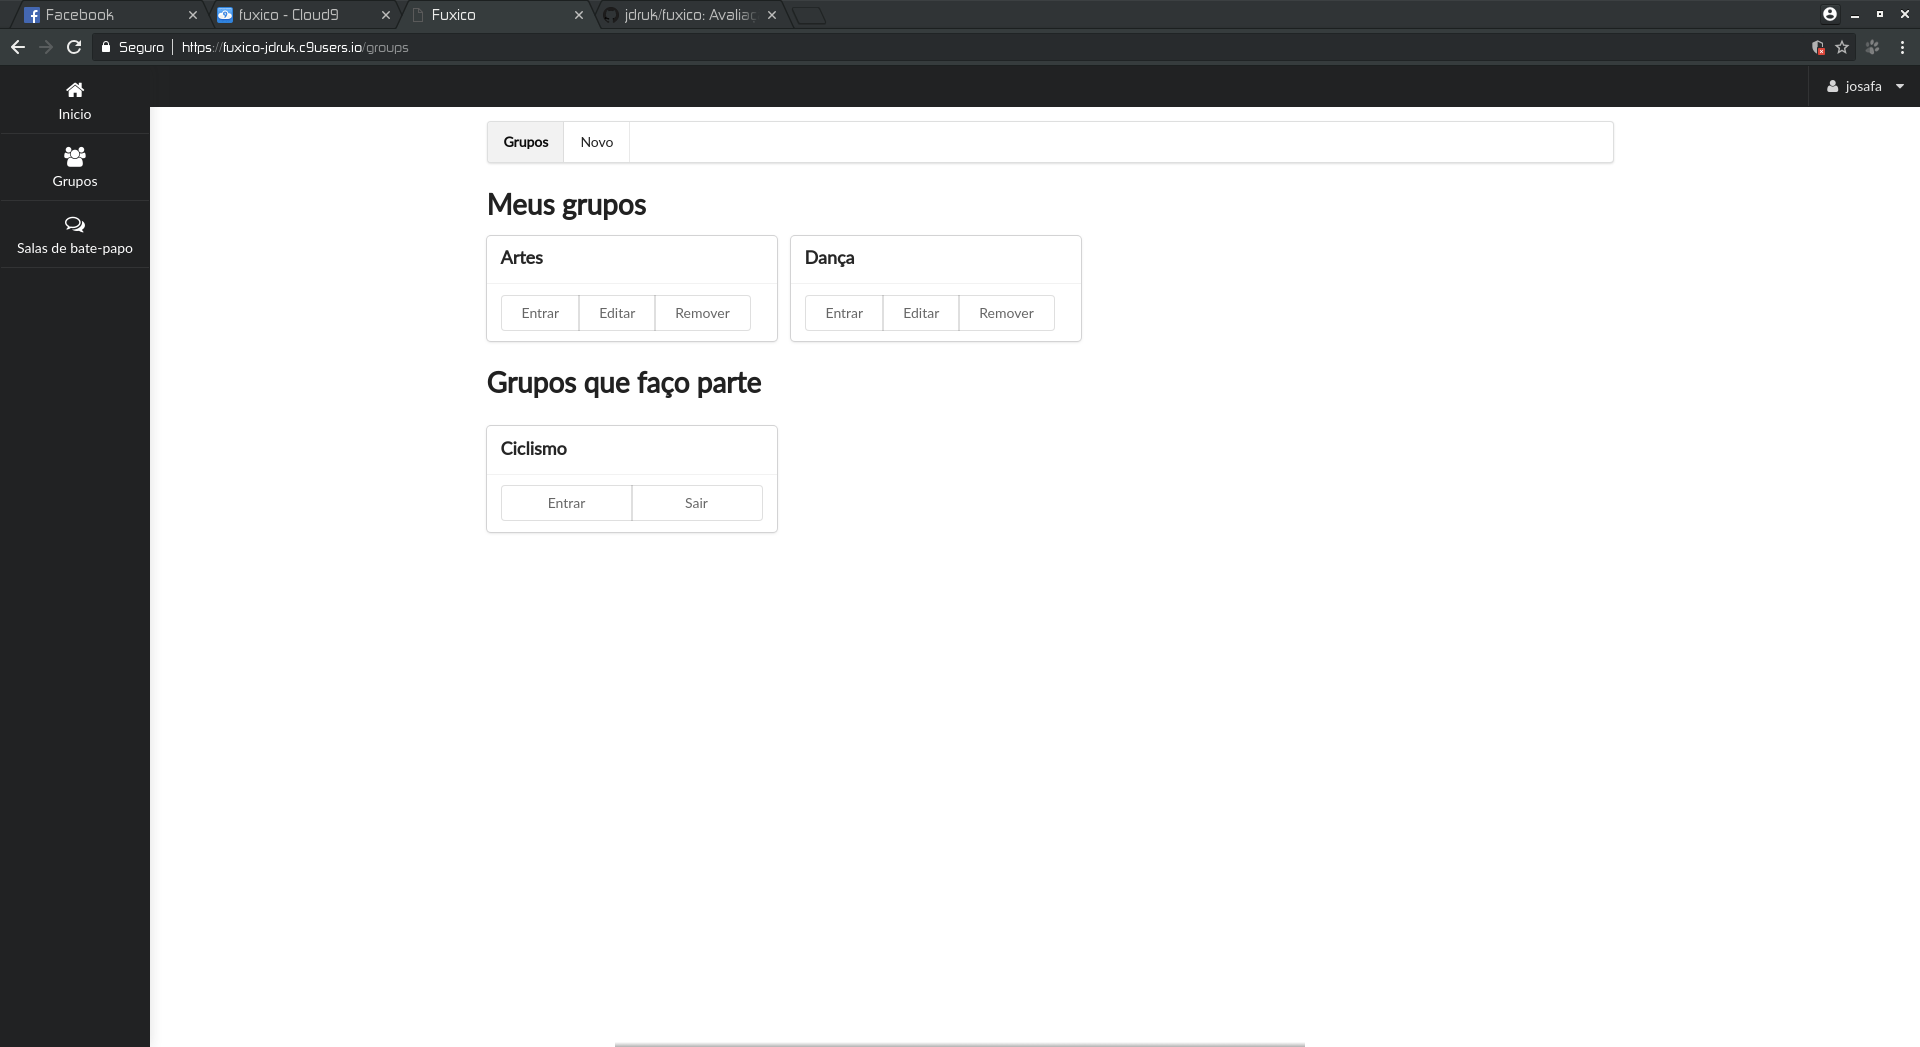 Facebook
fuxico - Cloud9
Fuxico
jdruk/fuxico: Avaliaç
Seguro
https://fuxico-jdruk.c9users.io/groups
josafa
Inicio
Grupos
Salas de bate-papo
Grupos Novo
Meus grupos
Artes
Entrar Editar Remover
Dança
Entrar Editar Remover
Grupos que faço parte
Ciclismo
Entrar Sair